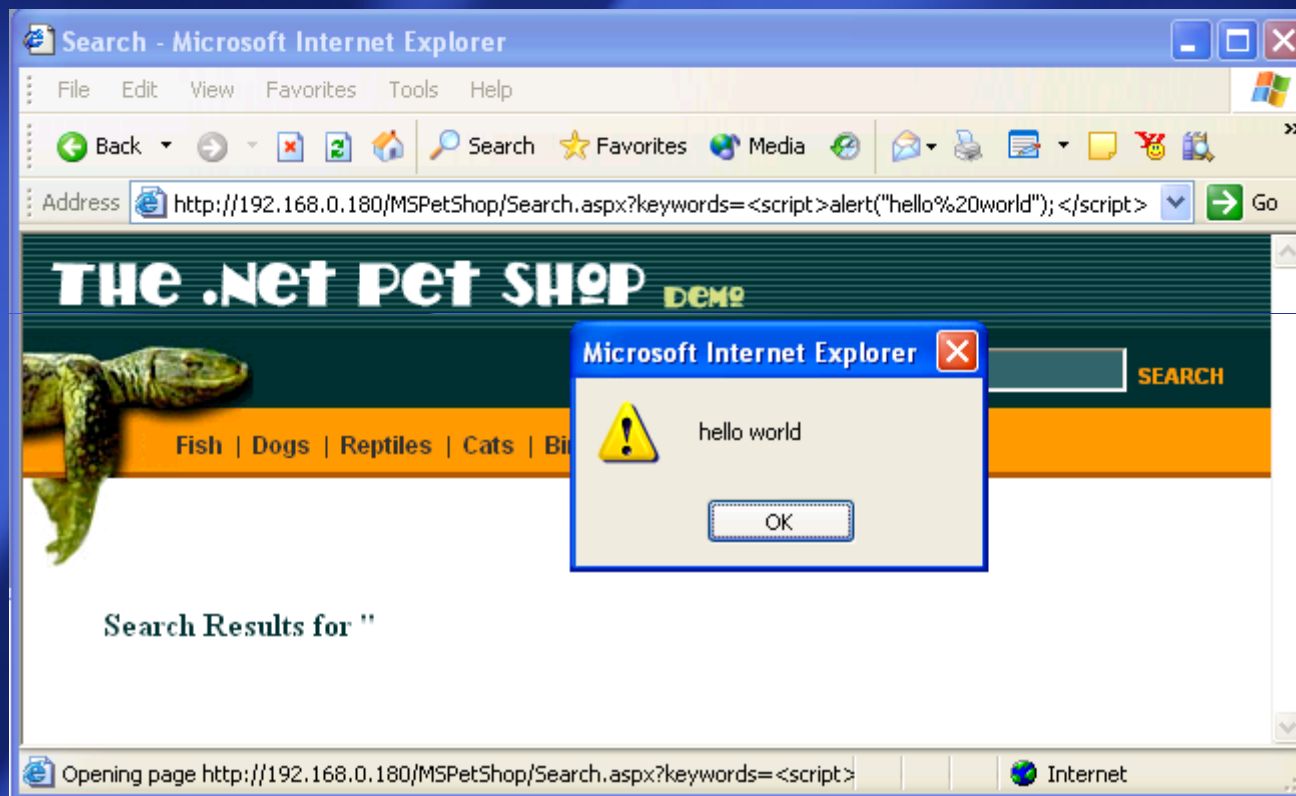 Search - Microsoft Internet Explorer
File Edit View Favorites Tools Help
Back Search Favorites Media »
Address http://192.168.0.180/MSPetShop/Search.aspx?keywords=<script>alert("hello%20world");</script> Go
THE .NET PET SHOP DEMO
Microsoft Internet Explorer
SEARCH
hello world
Fish | Dogs | Reptiles | Cats |
OK
Search Results for "
Opening page http://192.168.0.180/MSPetShop/Search.aspx?keywords=<script> Internet